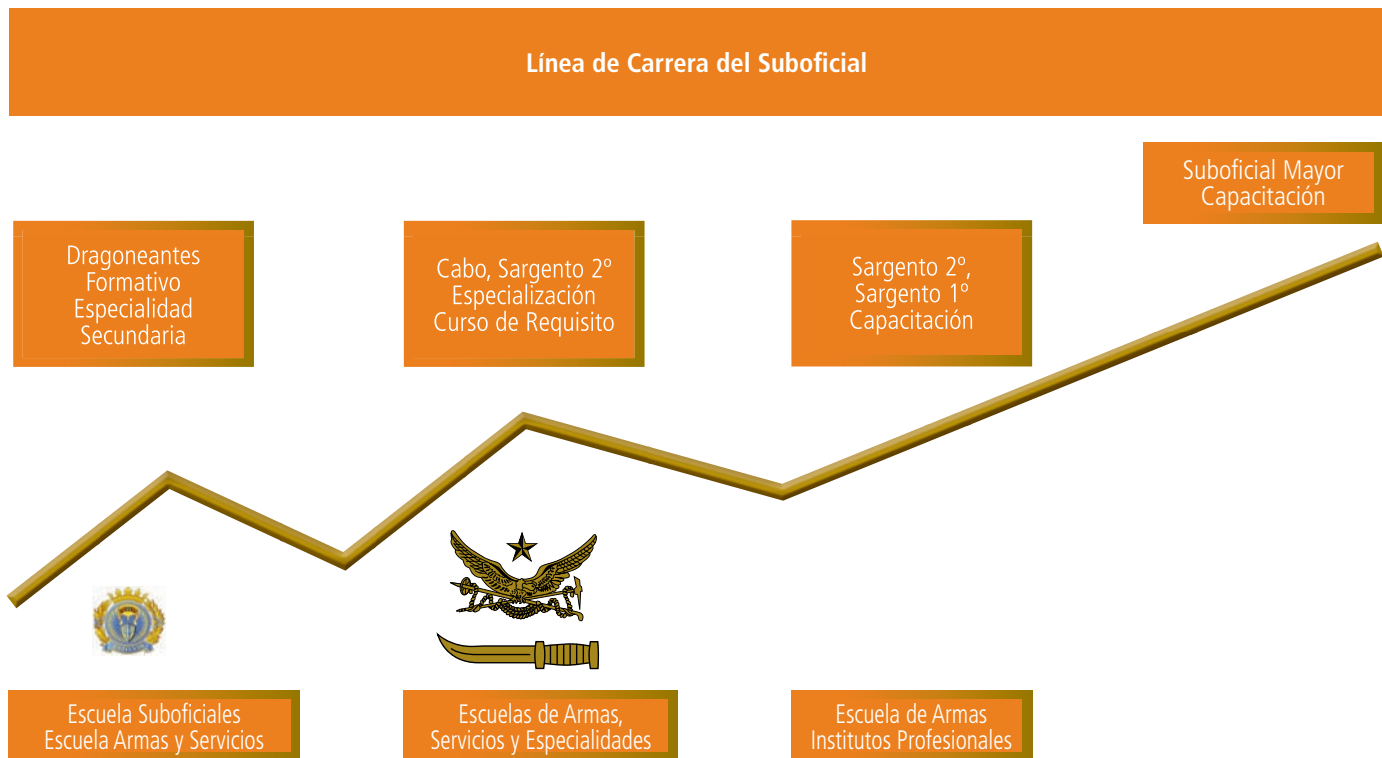 Línea de Carrera del Suboficial
Suboficial Mayor
Capacitación
Dragoneantes
Formativo
Especialidad
Secundaria
Cabo, Sargento 2º
Especialización
Curso de Requisito
Sargento 2º,
Sargento 1º
Capacitación
Escuela Suboficiales
Escuela Armas y Servicios
Escuelas de Armas,
Servicios y Especialidades
Escuela de Armas
Institutos Profesionales